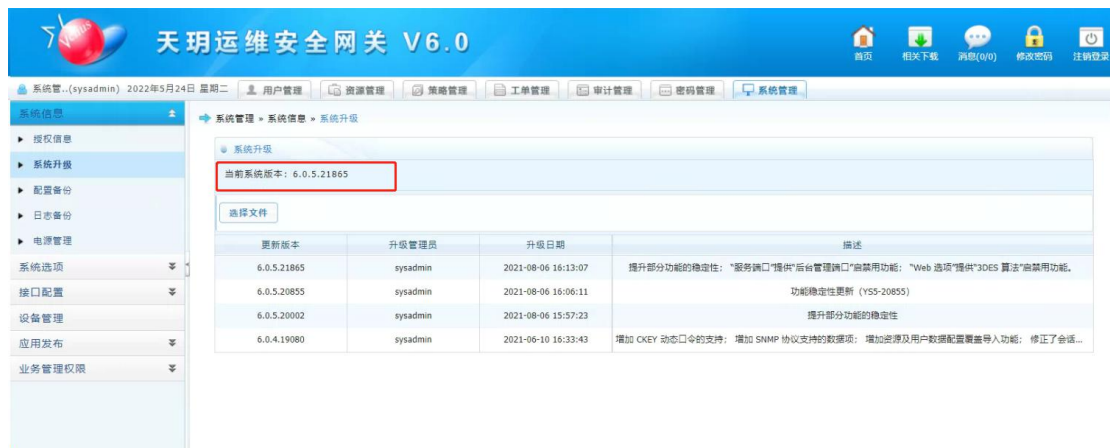 天玥运维安全网关 V6.0
首页 相关下载 消息(0/0) 修改密码 注销登录
系统管..(sysadmin) 2022年5月24日 星期二 用户管理 资源管理 策略管理 工单管理 审计管理 密码管理 系统管理
系统信息
授权信息
系统升级
配置备份
日志备份
电源管理
系统选项
接口配置
设备管理
应用发布
业务管理权限
系统管理 » 系统信息 » 系统升级
系统升级
当前系统版本: 6.0.5.21865
选择文件
更新版本 升级管理员 升级日期 描述
6.0.5.21865 sysadmin 2021-08-06 16:13:07 提升部分功能的稳定性; "服务端口"提供"后台管理端口"启禁用功能; "Web 选项"提供"3DES 算法"启禁用功能。
6.0.5.20855 sysadmin 2021-08-06 16:06:11 功能稳定性更新 (YS5-20855)
6.0.5.20002 sysadmin 2021-08-06 15:57:23 提升部分功能的稳定性
6.0.4.19080 sysadmin 2021-06-10 16:33:43 增加 CKEY 动态口令的支持; 增加 SNMP 协议支持的数据项; 增加资源及用户数据配置覆盖导入功能; 修正了会话...